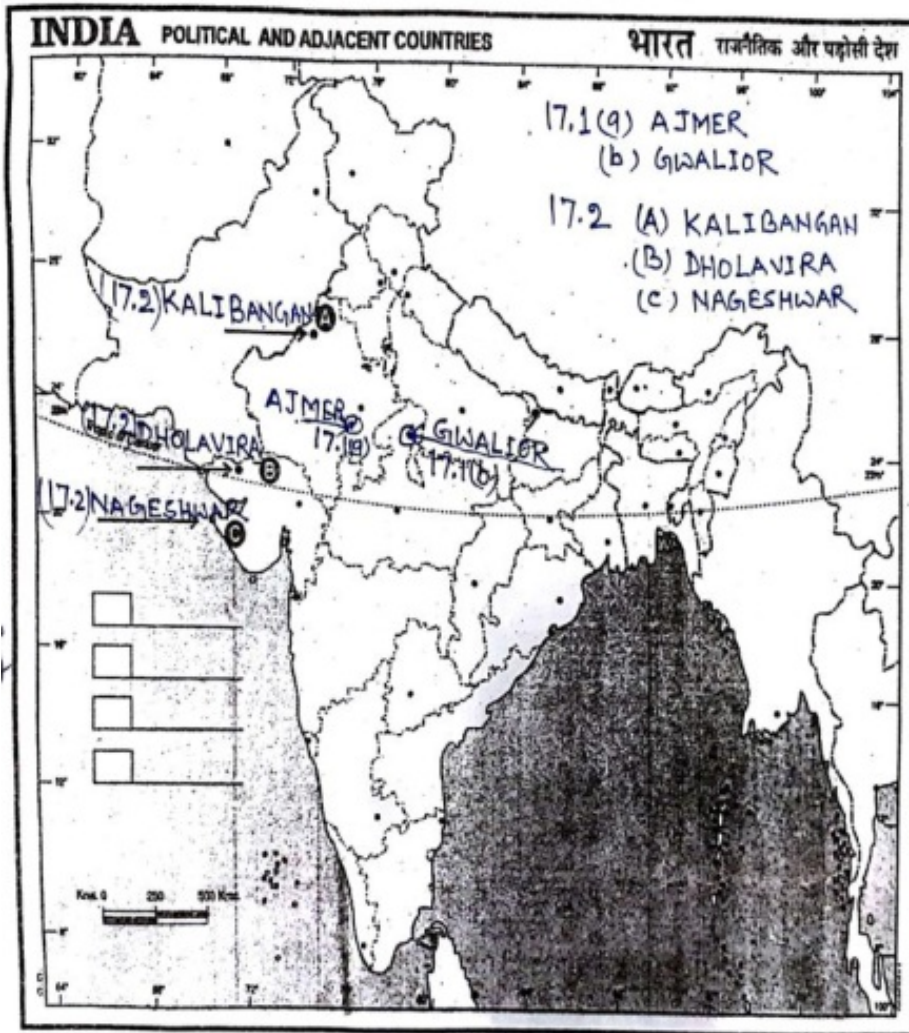 INDIA POLITICAL AND ADJACENT COUNTRIES
भारत राजनैतिक और पड़ोसी देश
17.1(a) AJMER
(b) GWALIOR
17.2 (A) KALIBANGAN
(B) DHOLAVIRA
(C) NAGESHWAR
(17.2) KALIBANGAN
A
AJMER
17.1(a)
GWALIOR
17.1(b)
(17.2) DHOLAVIRA
B
(17.2) NAGESHWAR
C
Kms. 0 250 500 Kms.